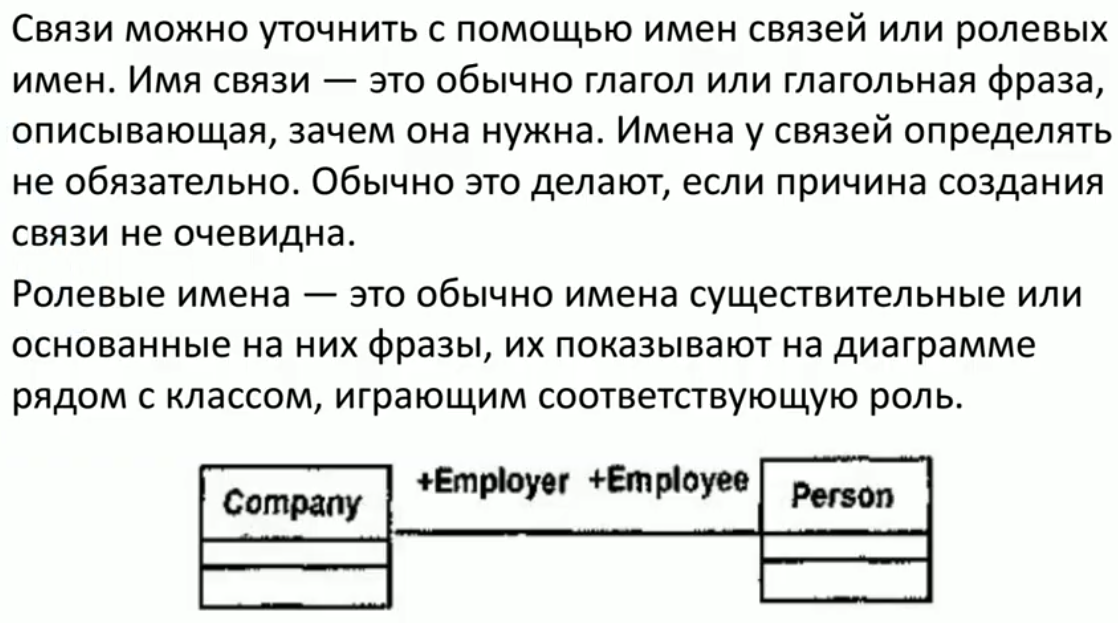 Связи можно уточнить с помощью имен связей или ролевых
имен. Имя связи — это обычно глагол или глагольная фраза,
описывающая, зачем она нужна. Имена у связей определять
не обязательно. Обычно это делают, если причина создания
связи не очевидна.
Ролевые имена — это обычно имена существительные или
основанные на них фразы, их показывают на диаграмме
рядом с классом, играющим соответствующую роль.
Company
+Employer +Employee
Person